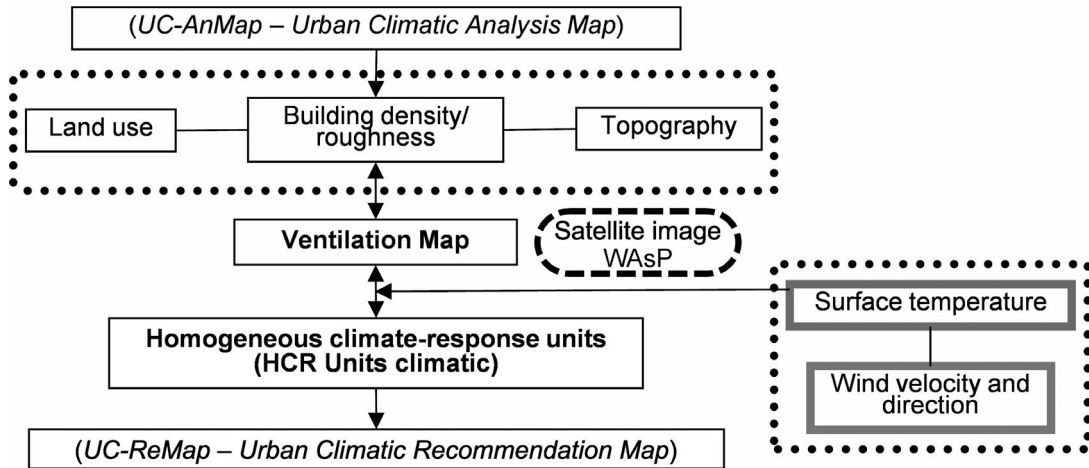 (UC-AnMap – Urban Climatic Analysis Map)
Land use
Building density/
roughness
Topography
Ventilation Map
Satellite image
WAsP
Surface temperature
Homogeneous climate-response units
(HCR Units climatic)
Wind velocity and
direction
(UC-ReMap – Urban Climatic Recommendation Map)